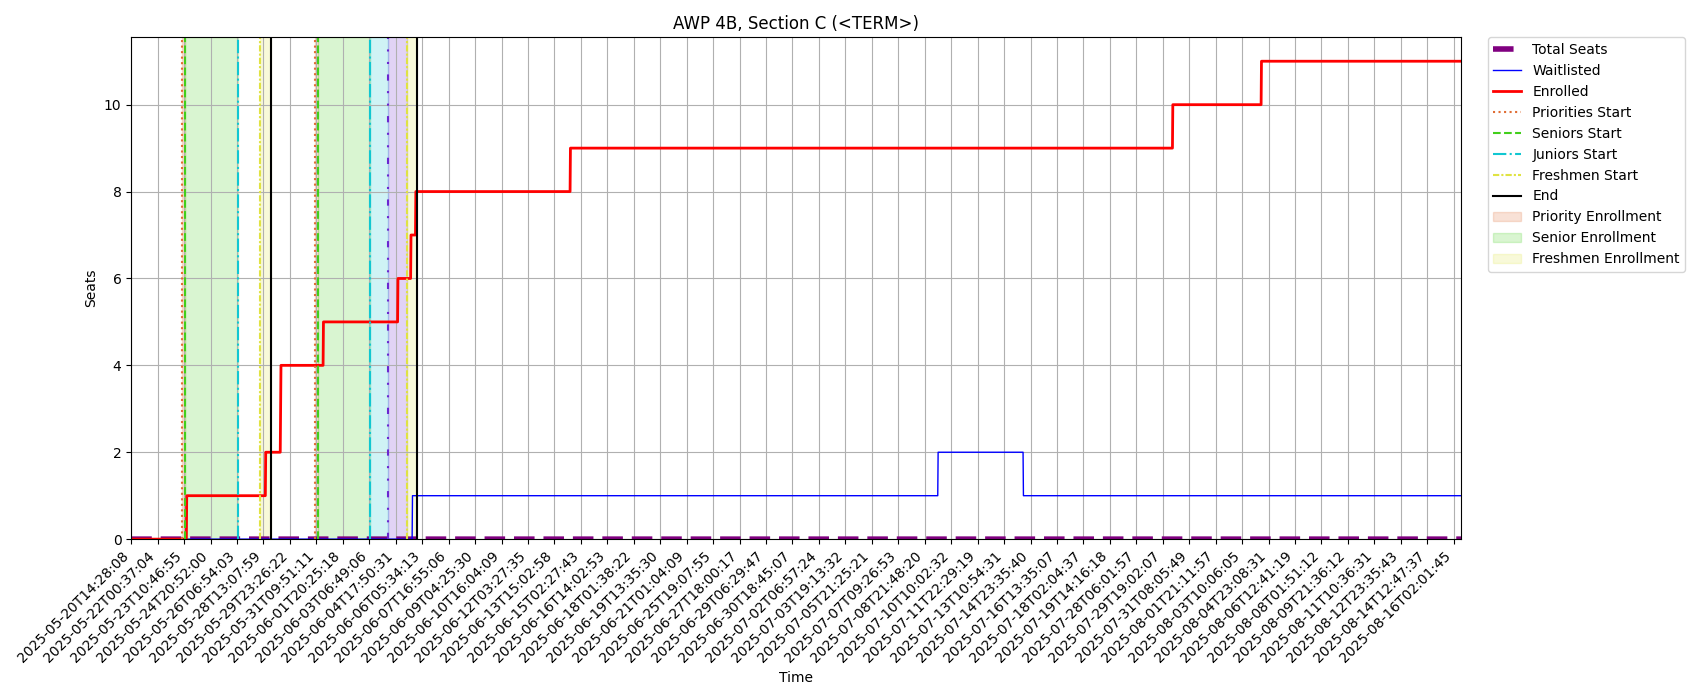 AWP 4B, Section C (<TERM>)
Total Seats
Waitlisted
Enrolled
Priorities Start
Seniors Start
Juniors Start
Freshmen Start
End
Priority Enrollment
Senior Enrollment
Freshmen Enrollment
Seats
10
8
6
4
2
0
2025-05-20T14:28:08
2025-05-22T00:37:04
2025-05-23T10:46:55
2025-05-24T20:52:00
2025-05-26T06:54:03
2025-05-28T13:07:59
2025-05-29T23:26:22
2025-05-31T09:51:11
2025-06-01T20:25:18
2025-06-03T06:49:06
2025-06-04T17:50:31
2025-06-06T05:34:13
2025-06-07T16:55:06
2025-06-09T04:25:30
2025-06-10T16:04:09
2025-06-12T03:27:35
2025-06-13T15:02:58
2025-06-15T02:27:43
2025-06-16T14:02:53
2025-06-18T01:38:22
2025-06-19T13:35:30
2025-06-21T01:04:09
2025-06-25T19:07:55
2025-06-27T18:00:17
2025-06-29T06:29:47
2025-06-30T18:45:07
2025-07-02T06:57:24
2025-07-03T19:13:32
2025-07-05T21:25:21
2025-07-07T09:26:53
2025-07-08T21:48:20
2025-07-10T10:02:32
2025-07-11T22:29:19
2025-07-13T10:54:31
2025-07-14T23:35:40
2025-07-16T13:35:07
2025-07-18T02:04:37
2025-07-19T14:16:18
2025-07-28T06:01:57
2025-07-29T19:02:07
2025-07-31T08:05:49
2025-08-01T21:11:57
2025-08-03T10:06:05
2025-08-04T23:08:31
2025-08-06T12:41:19
2025-08-08T01:51:12
2025-08-09T21:36:12
2025-08-11T10:36:31
2025-08-12T23:35:43
2025-08-14T12:47:37
2025-08-16T02:01:45
Time